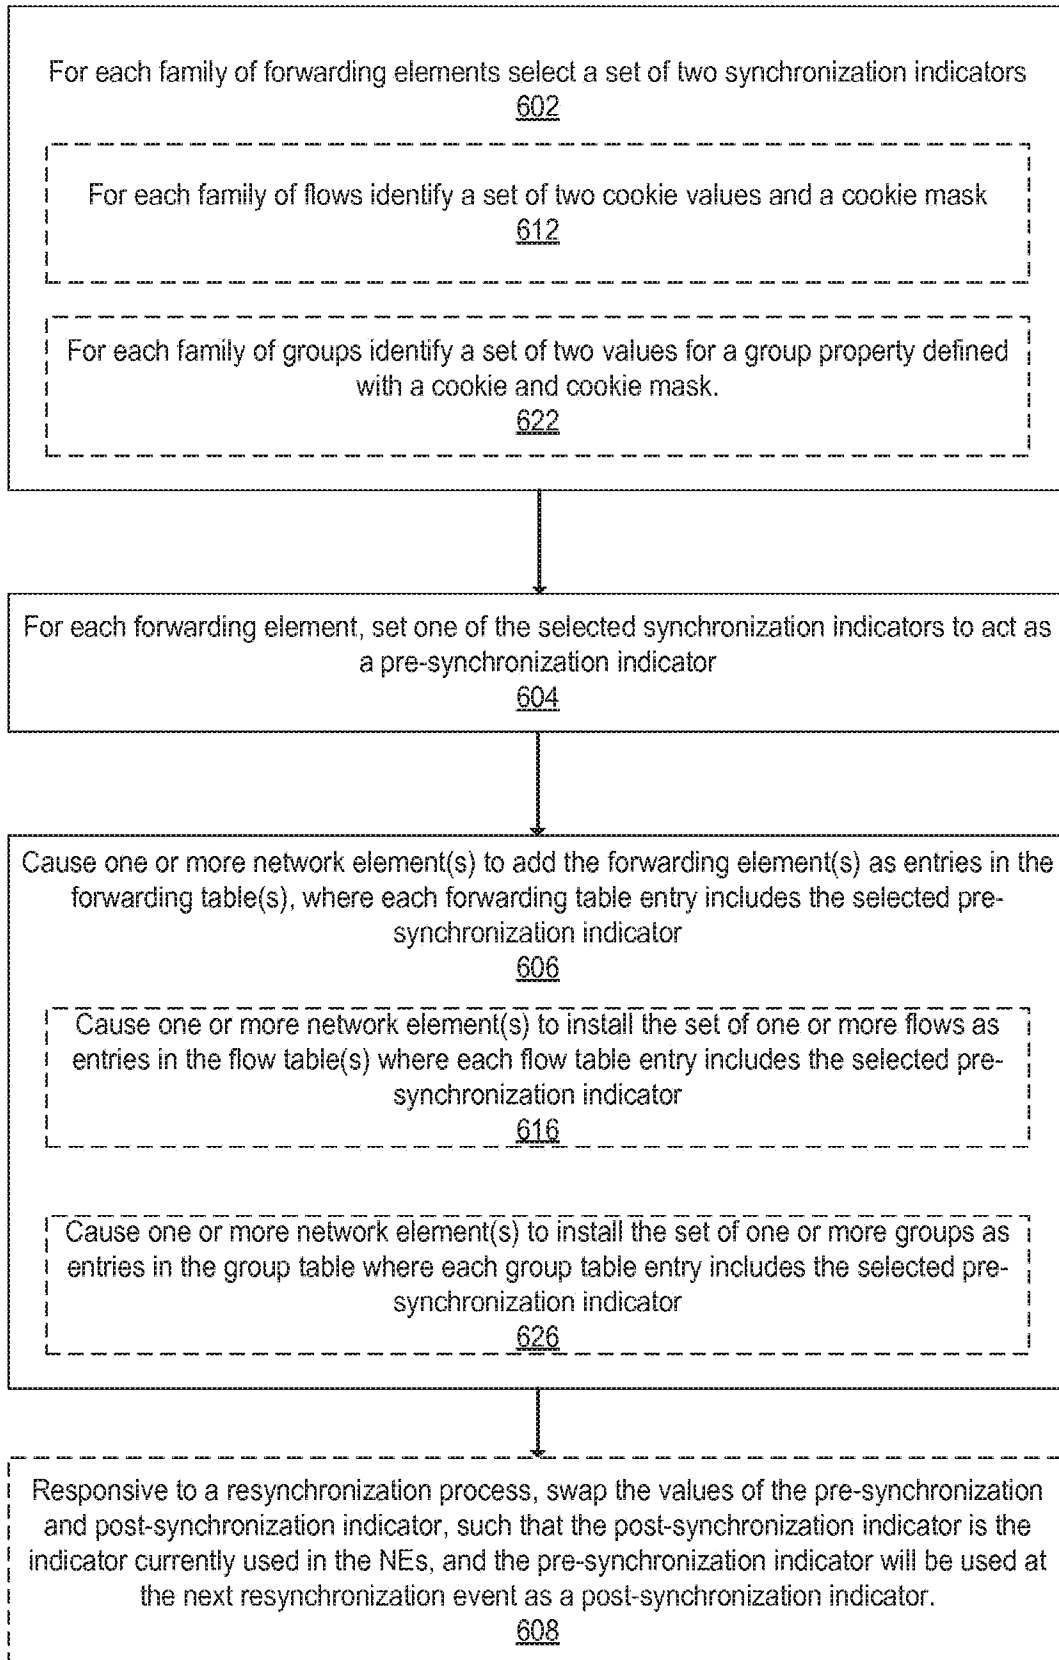 For each family of forwarding elements select a set of two synchronization indicators
602
For each family of flows identify a set of two cookie values and a cookie mask
612
For each family of groups identify a set of two values for a group property defined
with a cookie and cookie mask.
622
For each forwarding element, set one of the selected synchronization indicators to act as
a pre-synchronization indicator
604
Cause one or more network element(s) to add the forwarding element(s) as entries in the
forwarding table(s), where each forwarding table entry includes the selected pre-
synchronization indicator
606
Cause one or more network element(s) to install the set of one or more flows as
entries in the flow table(s) where each flow table entry includes the selected pre-
synchronization indicator
616
Cause one or more network element(s) to install the set of one or more groups as
entries in the group table where each group table entry includes the selected pre-
synchronization indicator
626
Responsive to a resynchronization process, swap the values of the pre-synchronization
and post-synchronization indicator, such that the post-synchronization indicator is the
indicator currently used in the NEs, and the pre-synchronization indicator will be used at
the next resynchronization event as a post-synchronization indicator.
608